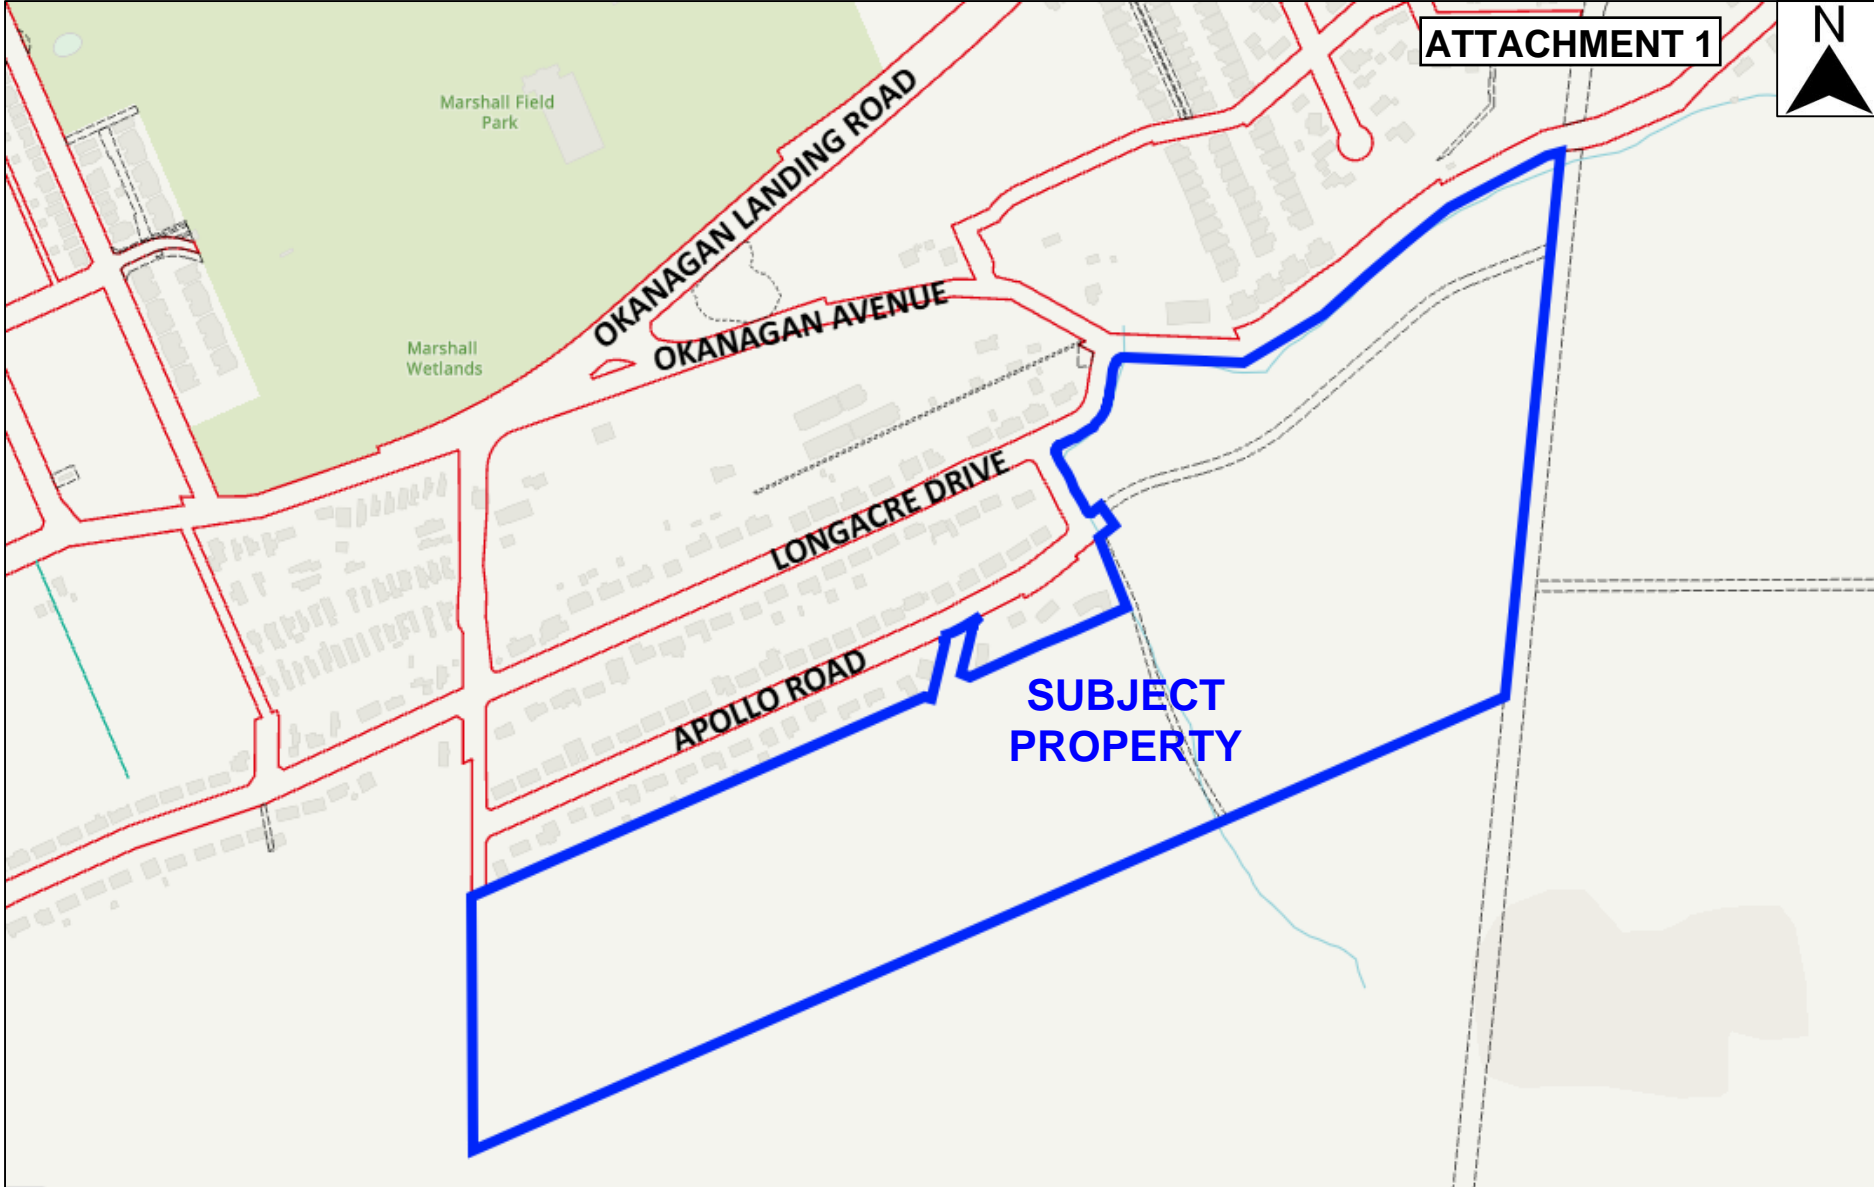 ATTACHMENT 1
N
Marshall Field
Park
OKANAGAN LANDING ROAD
OKANAGAN AVENUE
Marshall
Wetlands
LONGACRE DRIVE
APOLLO ROAD
SUBJECT
PROPERTY